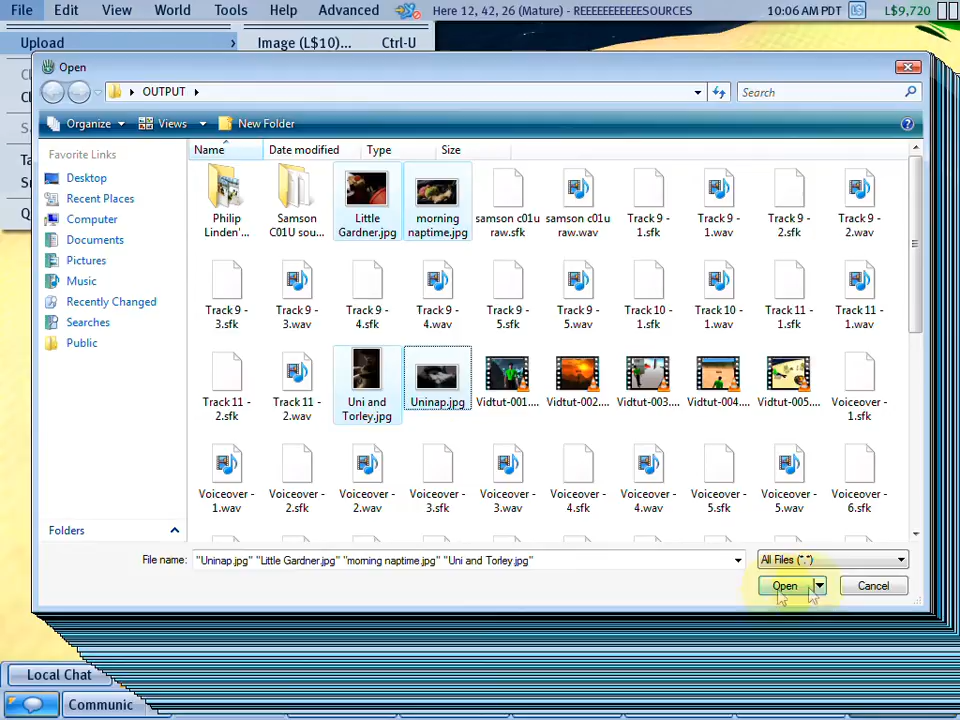 File Edit View World Tools Help Advanced Here 12, 42, 26 (Mature) - REEEEEEEEEEESOURCES 10:06 AM PDT L$ L$9,720
Upload › Image (L$10)... Ctrl-U
Open
OUTPUT
Search
Organize Views New Folder
Favorite Links
Desktop
Recent Places
Computer
Documents
Pictures
Music
Recently Changed
Searches
Public
Folders
Name Date modified Type Size
Philip Little morning samson c01u samson c01u Track 9 - Track 9 - Track 9 - Track 9 -
Linden'...
Samson
C01U sou...
Gardner.jpg naptime.jpg raw.sfk raw.wav 1.sfk 1.wav 2.sfk 2.wav
Track 9 - Track 9 - Track 9 - Track 9 - Track 9 - Track 9 - Track 10 - Track 10 - Track 11 - Track 11 -
3.sfk 3.wav 4.sfk 4.wav 5.sfk 5.wav 1.sfk 1.wav 1.sfk 1.wav
Track 11 - Track 11 - Uni and Uninap.jpg Vidtut-001.... Vidtut-002.... Vidtut-003.... Vidtut-004.... Vidtut-005.... Voiceover -
2.sfk 2.wav Torley.jpg 1.sfk
Voiceover - Voiceover - Voiceover - Voiceover - Voiceover - Voiceover - Voiceover - Voiceover - Voiceover - Voiceover -
1.wav 2.sfk 2.wav 3.sfk 3.wav 4.sfk 4.wav 5.sfk 5.wav 6.sfk
File name: "Uninap.jpg" "Little Gardner.jpg" "morning naptime.jpg" "Uni and Torley.jpg" All Files (*.*)
Open Cancel
Local Chat
Communic